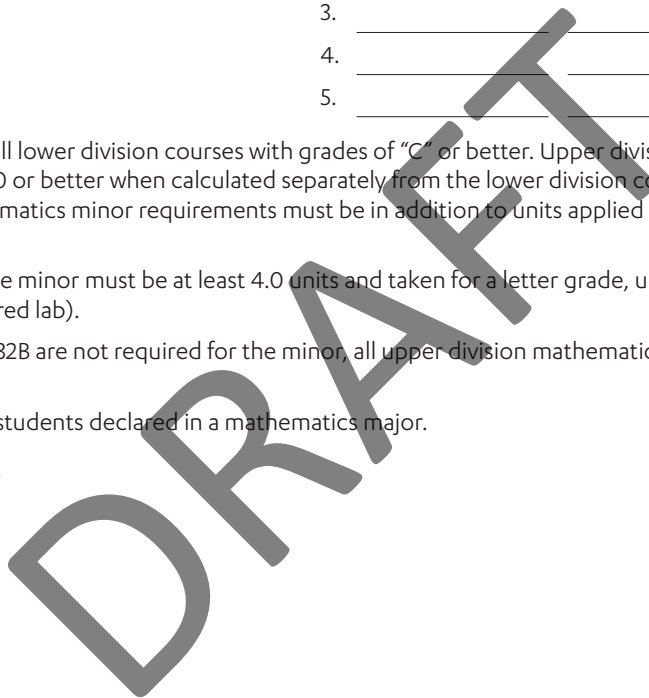 3.
4.
5.
ll lower division courses with grades of “C” or better. Upper divis
0 or better when calculated separately from the lower division co
ematics minor requirements must be in addition to units applied
e minor must be at least 4.0 units and taken for a letter grade, u
red lab).
32B are not required for the minor, all upper division mathematic
students declared in a mathematics major.
DRAFT